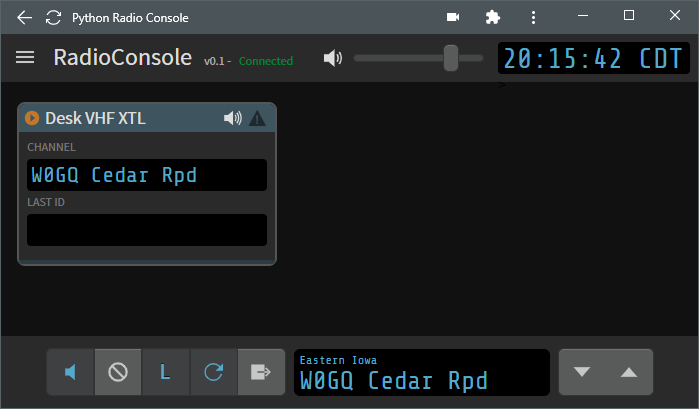 Python Radio Console
RadioConsole v0.1 - Connected
20:15:42 CDT
Desk VHF XTL
CHANNEL
W0GQ Cedar Rpd
LAST ID
L
Eastern Iowa
W0GQ Cedar Rpd